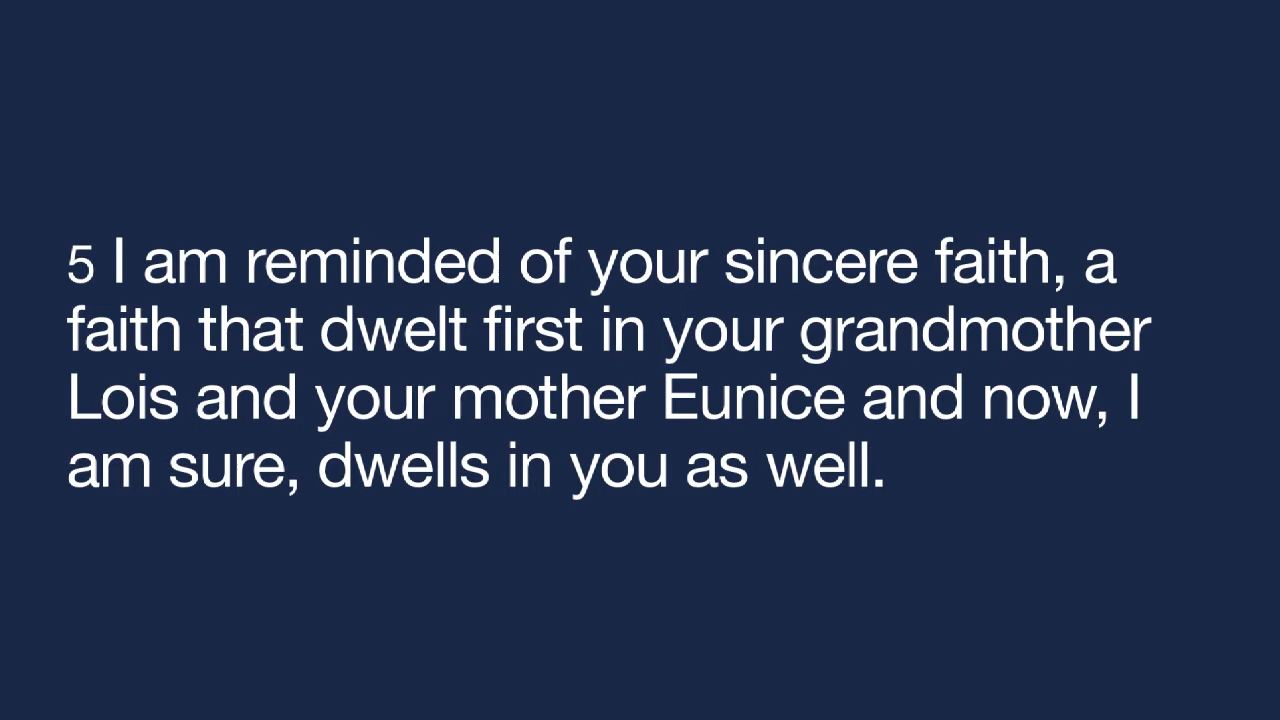 5 I am reminded of your sincere faith, a
faith that dwelt first in your grandmother
Lois and your mother Eunice and now, I
am sure, dwells in you as well.